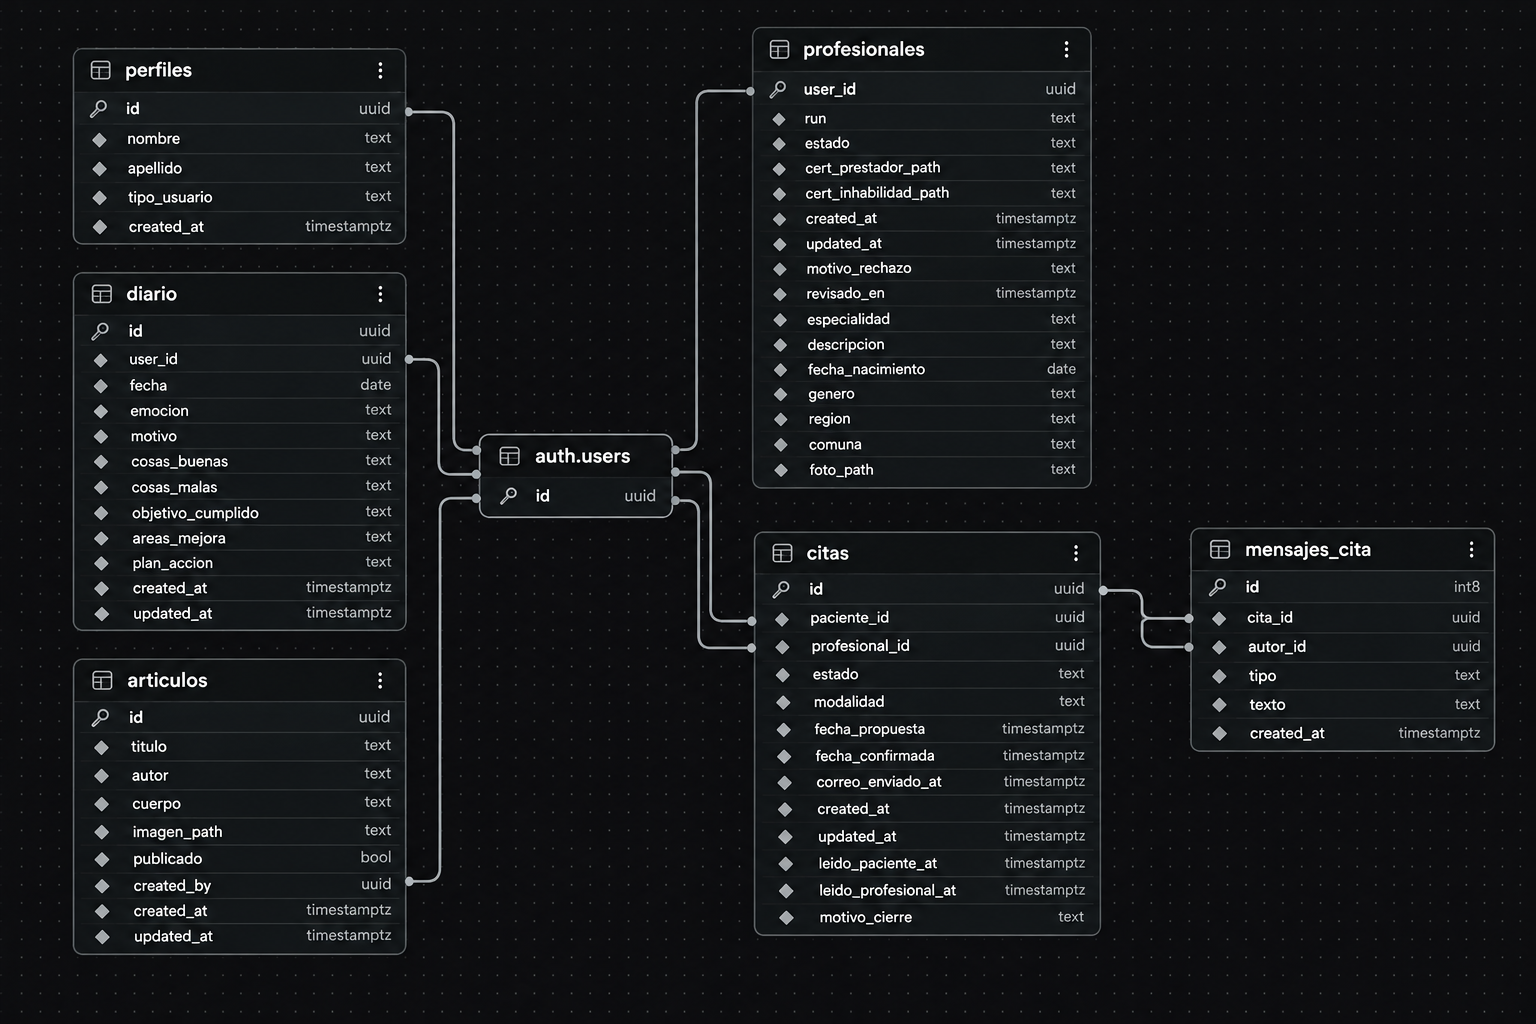 perfiles
id uuid
nombre text
apellido text
tipo_usuario text
created_at timestamptz
diario
id uuid
user_id uuid
fecha date
emocion text
motivo text
cosas_buenas text
cosas_malas text
objetivo_cumplido text
areas_mejora text
plan_accion text
created_at timestamptz
updated_at timestamptz
articulos
id uuid
titulo text
autor text
cuerpo text
imagen_path text
publicado bool
created_by uuid
created_at timestamptz
updated_at timestamptz
auth.users
id uuid
profesionales
user_id uuid
run text
estado text
cert_prestador_path text
cert_inhabilidad_path text
created_at timestamptz
updated_at timestamptz
motivo_rechazo text
revisado_en timestamptz
especialidad text
descripcion text
fecha_nacimiento date
genero text
region text
comuna text
foto_path text
citas
id uuid
paciente_id uuid
profesional_id uuid
estado text
modalidad text
fecha_propuesta timestamptz
fecha_confirmada timestamptz
correo_enviado_at timestamptz
created_at timestamptz
updated_at timestamptz
leido_paciente_at timestamptz
leido_profesional_at timestamptz
motivo_cierre text
mensajes_cita
id int8
cita_id uuid
autor_id uuid
tipo text
texto text
created_at timestamptz